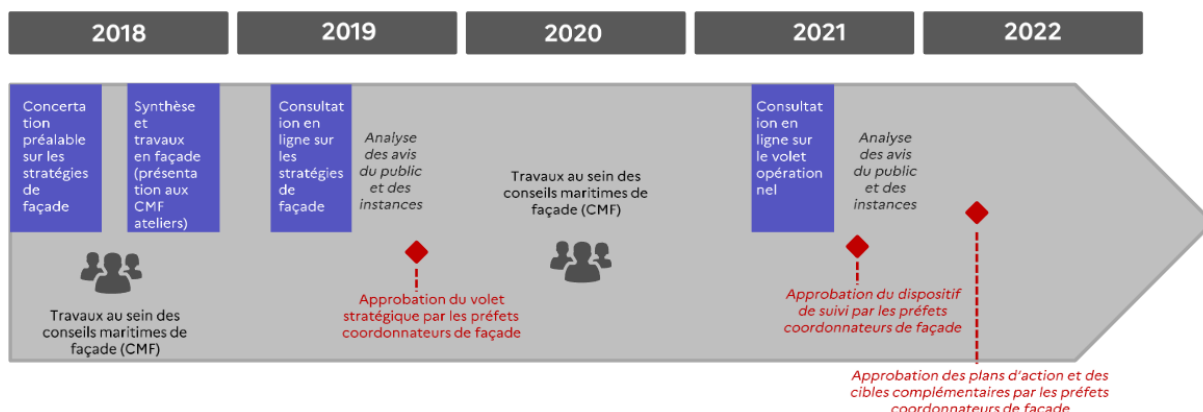 2018
2019
2020
2021
2022
Concerta
tion
préalable
sur les
stratégies
de
façade
Synthèse
et
travaux
en façade
(présenta
tion aux
CMF
ateliers)
Consultat
ion en
ligne sur
les
stratégies
de
façade
Analyse
des avis
du public
et des
instances
Travaux au sein des
conseils maritimes de
façade (CMF)
Consultat
ion en
ligne sur
le volet
opération
nel
Analyse
des avis
du public
et des
instances
Travaux au sein des
conseils maritimes de
façade (CMF)
Approbation du volet
stratégique par les préfets
coordonnateurs de façade
Approbation du dispositif
de suivi par les préfets
coordonnateurs de façade
Approbation des plans d'action et des
cibles complémentaires par les préfets
coordonnateurs de façade